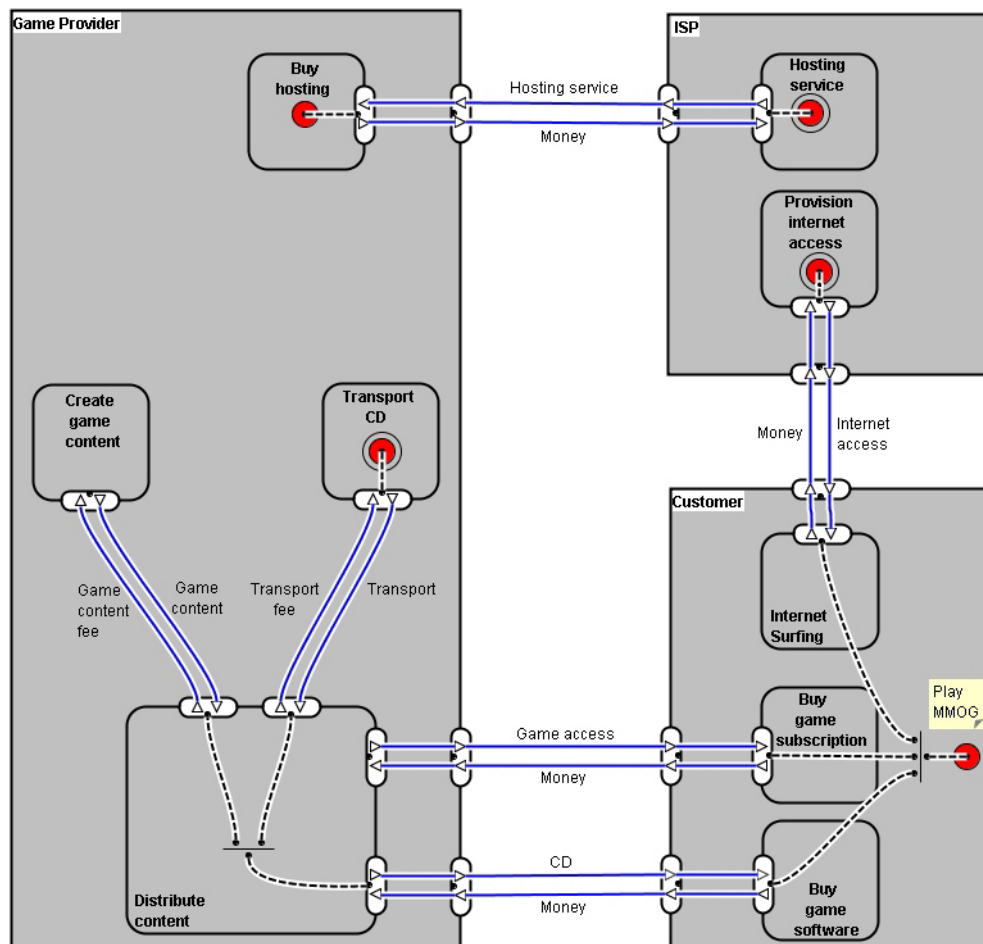 Game Provider
ISP
Buy
hosting
Hosting service
Money
Hosting
service
Provision
internet
access
Create
game
content
Transport
CD
Money
Internet
access
Customer
Game
content
fee
Game
content
Transport
fee
Transport
Internet
Surfing
Play
MMOG
Buy
game
subscription
Game access
Money
CD
Money
Distribute
content
Buy
game
software